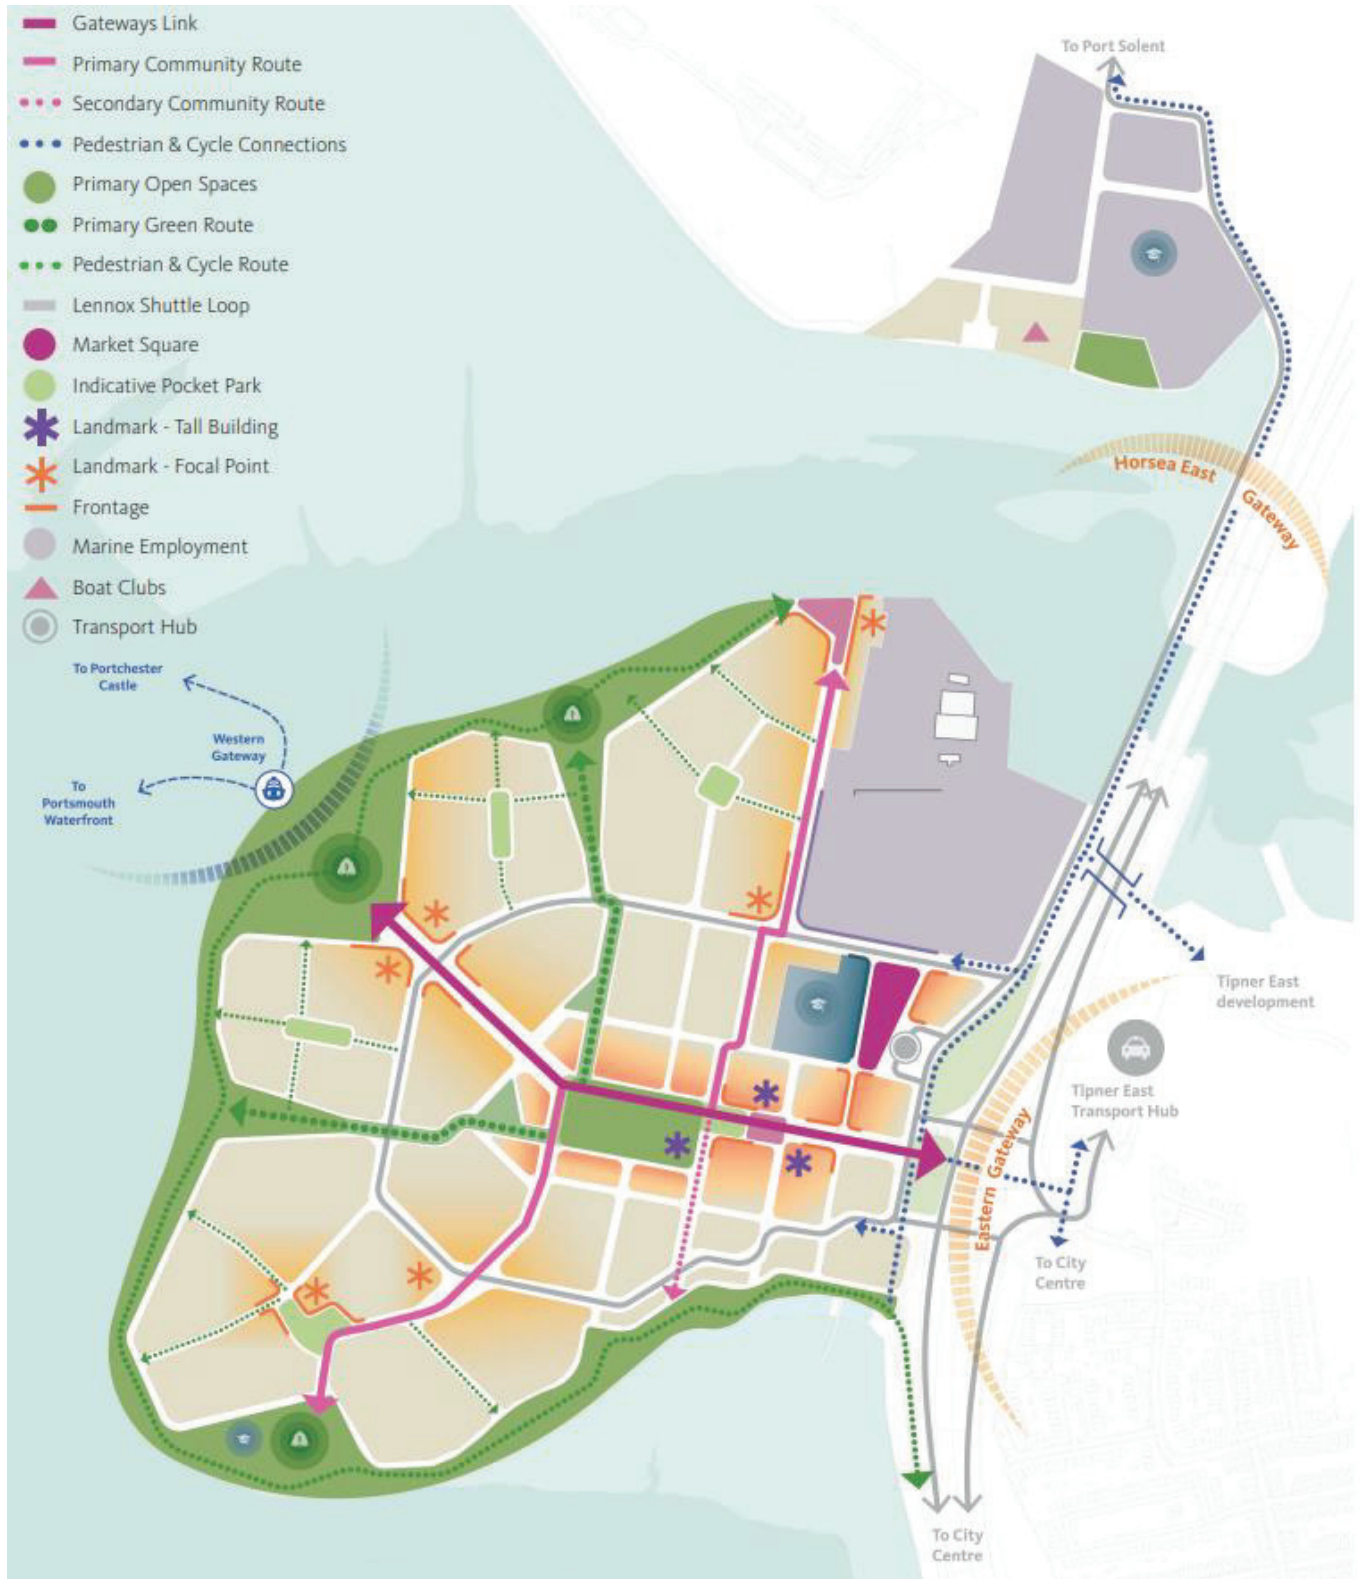 Gateways Link
Primary Community Route
Secondary Community Route
Pedestrian & Cycle Connections
Primary Open Spaces
Primary Green Route
Pedestrian & Cycle Route
Lennox Shuttle Loop
Market Square
Indicative Pocket Park
Landmark - Tall Building
Landmark - Focal Point
Frontage
Marine Employment
Boat Clubs
Transport Hub
To Port Solent
Horsea East
Gateway
To Portchester
Castle
Western
Gateway
To
Portsmouth
Waterfront
Tipner East
development
Tipner East
Transport Hub
Eastern Gateway
To City
Centre
To City
Centre